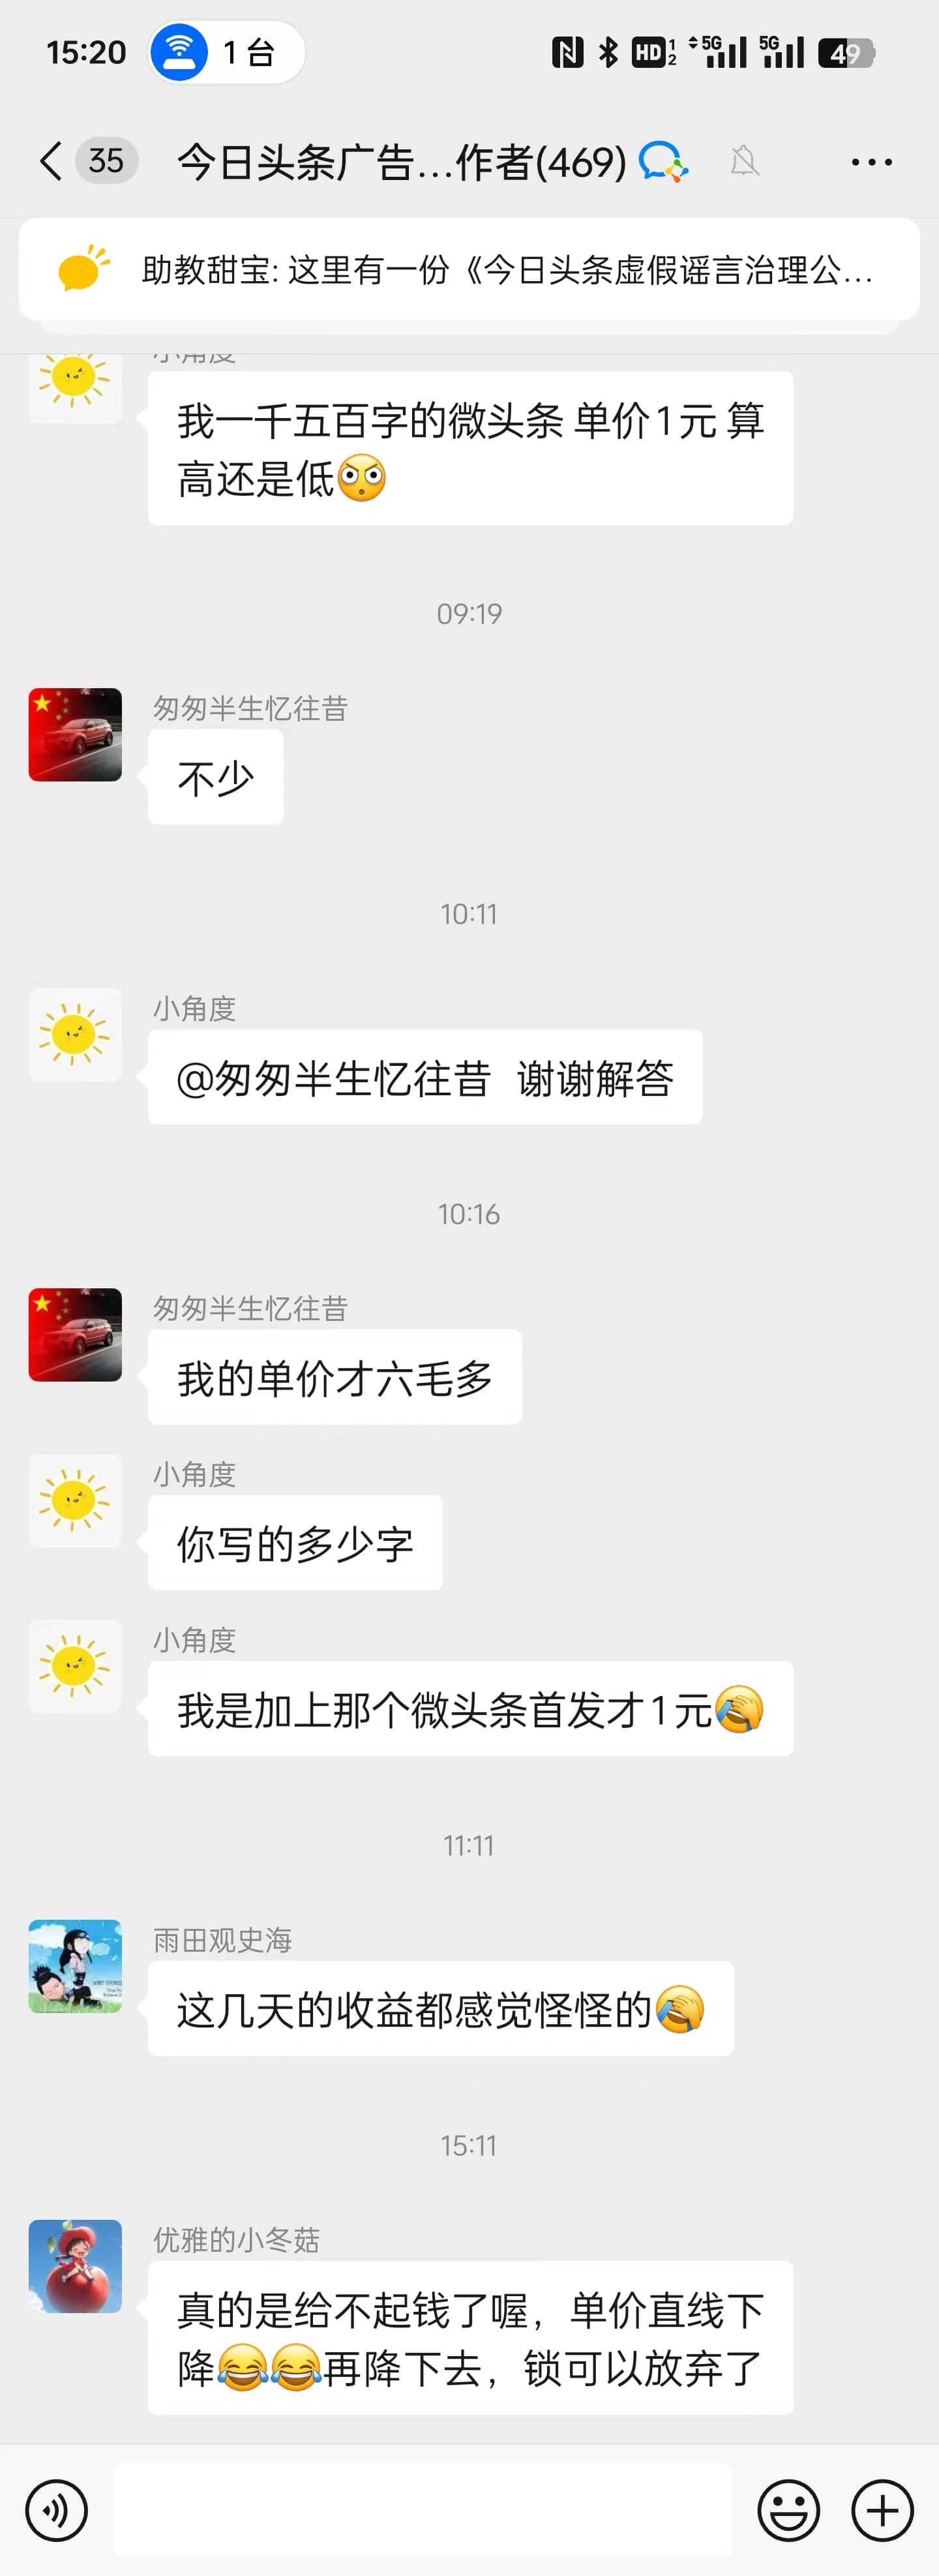 15:20
1 台
HD 1 2
5G
5G
49
35
今日头条广告...作者(469)
助教甜宝: 这里有一份《今日头条虚假谣言治理公...
小角度
我一千五百字的微头条 单价1元 算
高还是低
09:19
匆匆半生忆往昔
不少
10:11
小角度
@匆匆半生忆往昔 谢谢解答
10:16
匆匆半生忆往昔
我的单价才六毛多
小角度
你写的多少字
小角度
我是加上那个微头条首发才1元
11:11
雨田观史海
这几天的收益都感觉怪怪的
15:11
优雅的小冬菇
真的是给不起钱了喔，单价直线下
降😂😂再降下去，锁可以放弃了